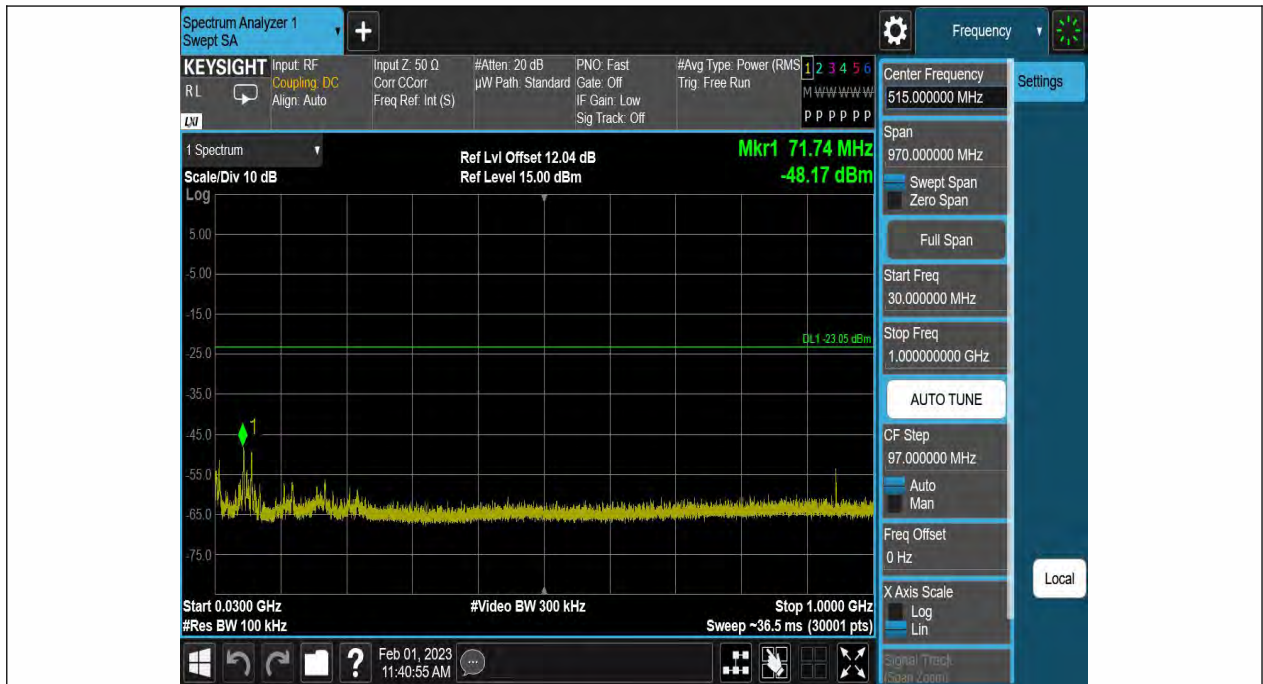 Spectrum Analyzer 1
Swept SA
+
Frequency
KEYSIGHT
RL
LXI
Input: RF
Coupling: DC
Align: Auto
Input Z: 50 Ω
Corr CCorr
Freq Ref: Int (S)
#Atten: 20 dB
µW Path: Standard
PNO: Fast
Gate: Off
IF Gain: Low
Sig Track: Off
#Avg Type: Power (RMS
Trig: Free Run
1 2 3 4 5 6
M W W W W W
P P P P P P
1 Spectrum
Scale/Div 10 dB
Ref Lvl Offset 12.04 dB
Ref Level 15.00 dBm
Mkr1 71.74 MHz
-48.17 dBm
Log
5.00
-5.00
-15.0
DL1 -23.05 dBm
-25.0
-35.0
-45.0
1
-55.0
-65.0
-75.0
Start 0.0300 GHz
#Video BW 300 kHz
Stop 1.0000 GHz
#Res BW 100 kHz
Sweep ~36.5 ms (30001 pts)
?
Feb 01, 2023
11:40:55 AM
Center Frequency
515.000000 MHz
Settings
Span
970.000000 MHz
Swept Span
Zero Span
Full Span
Start Freq
30.000000 MHz
Stop Freq
1.000000000 GHz
AUTO TUNE
CF Step
97.000000 MHz
Auto
Man
Freq Offset
0 Hz
X Axis Scale
Log
Lin
Signal Track
(Span Zoom)
Local